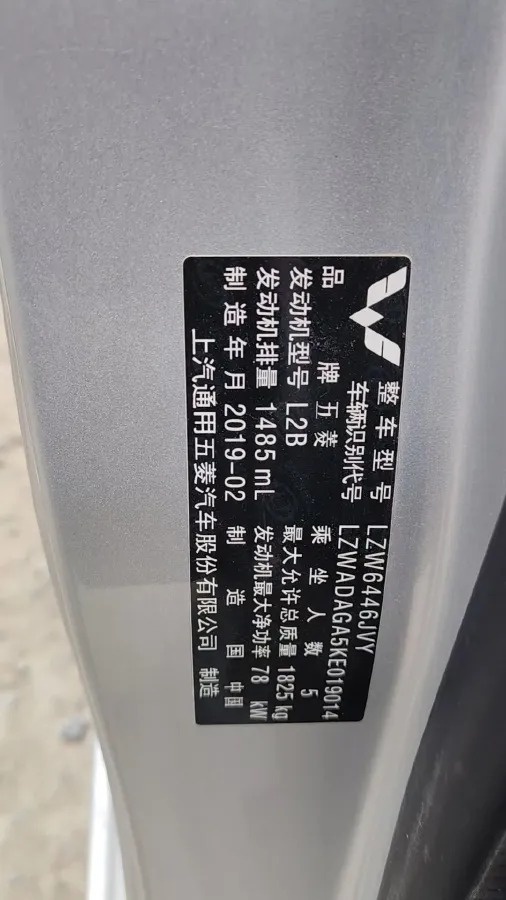 整车型号 LZW6446JVY
车辆识别代号 LZWADAGA5KE019014
品牌 五菱 乘坐人数 5
发动机型号 L2B 最大允许总质量 1825 kg
发动机排量 1485 mL 发动机最大净功率 78 kW
制造年月 2019-02 制造国 中国
上汽通用五菱汽车股份有限公司 制造